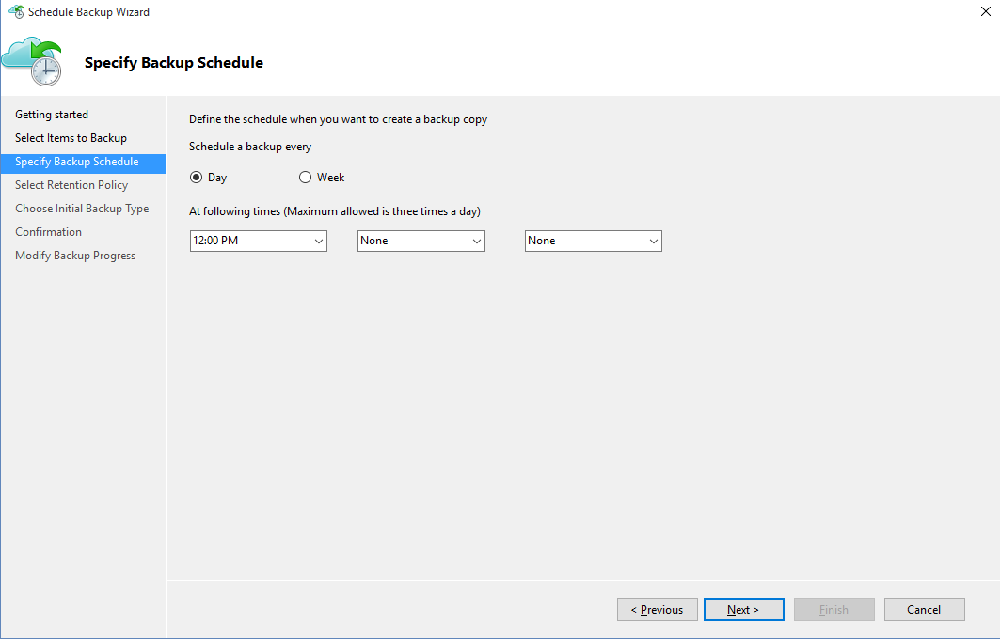 Schedule Backup Wizard
Specify Backup Schedule
Getting started
Select Items to Backup
Specify Backup Schedule
Select Retention Policy
Choose Initial Backup Type
Confirmation
Modify Backup Progress
Define the schedule when you want to create a backup copy
Schedule a backup every
Day Week
At following times (Maximum allowed is three times a day)
12:00 PM None None
< Previous Next > Finish Cancel